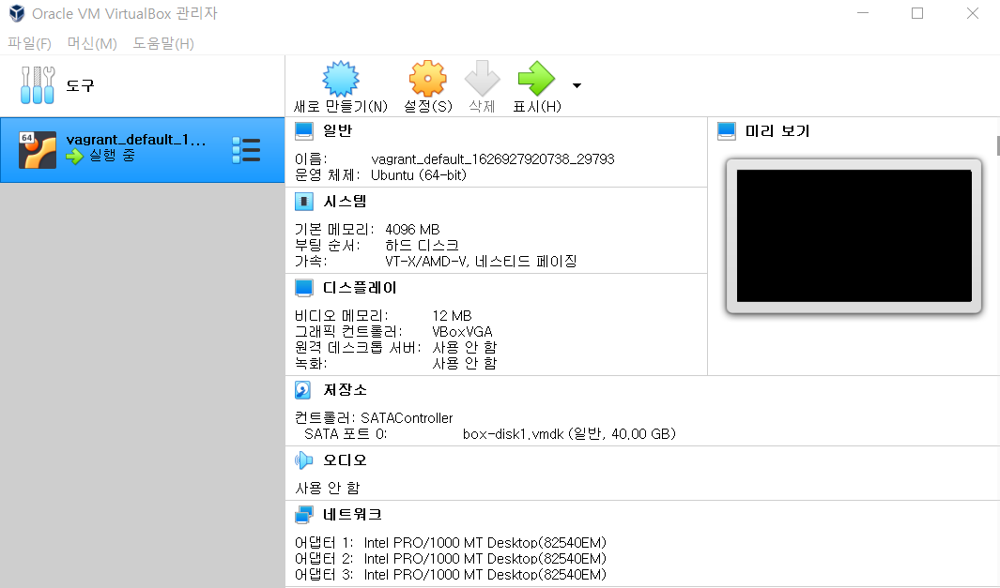 Oracle VM VirtualBox 관리자
파일(F) 머신(M) 도움말(H)
도구
새로 만들기(N) 설정(S) 삭제 표시(H)
64
vagrant_default_1...
실행 중
일반
이름: vagrant_default_1626927920738_29793
운영 체제: Ubuntu (64-bit)
시스템
기본 메모리: 4096 MB
부팅 순서: 하드 디스크
가속: VT-X/AMD-V, 네스티드 페이징
디스플레이
비디오 메모리: 12 MB
그래픽 컨트롤러: VBoxVGA
원격 데스크톱 서버: 사용 안 함
녹화: 사용 안 함
미리 보기
저장소
컨트롤러: SATAController
SATA 포트 0: box-disk1.vmdk (일반, 40.00 GB)
오디오
사용 안 함
네트워크
어댑터 1: Intel PRO/1000 MT Desktop(82540EM)
어댑터 2: Intel PRO/1000 MT Desktop(82540EM)
어댑터 3: Intel PRO/1000 MT Desktop(82540EM)